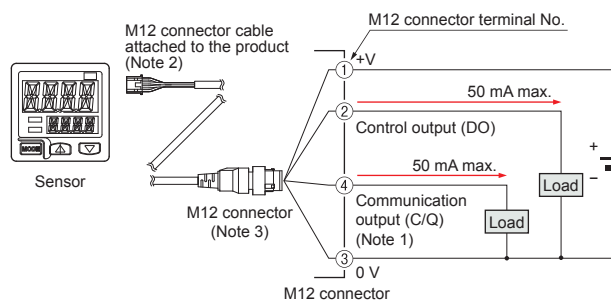 M12 connector terminal No.
M12 connector cable
attached to the product
(Note 2)
MODE
Sensor
M12 connector
(Note 3)
1
+V
50 mA max.
2
Control output (DO)
+
−
Load
50 mA max.
4
Communication
output (C/Q)
(Note 1)
Load
3
0 V
M12 connector